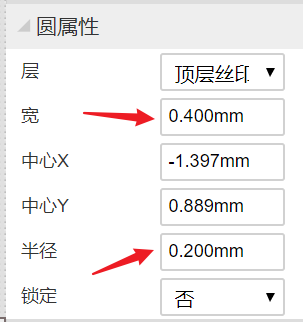 圆属性
层 顶层丝印
宽 0.400mm
中心X -1.397mm
中心Y 0.889mm
半径 0.200mm
锁定 否